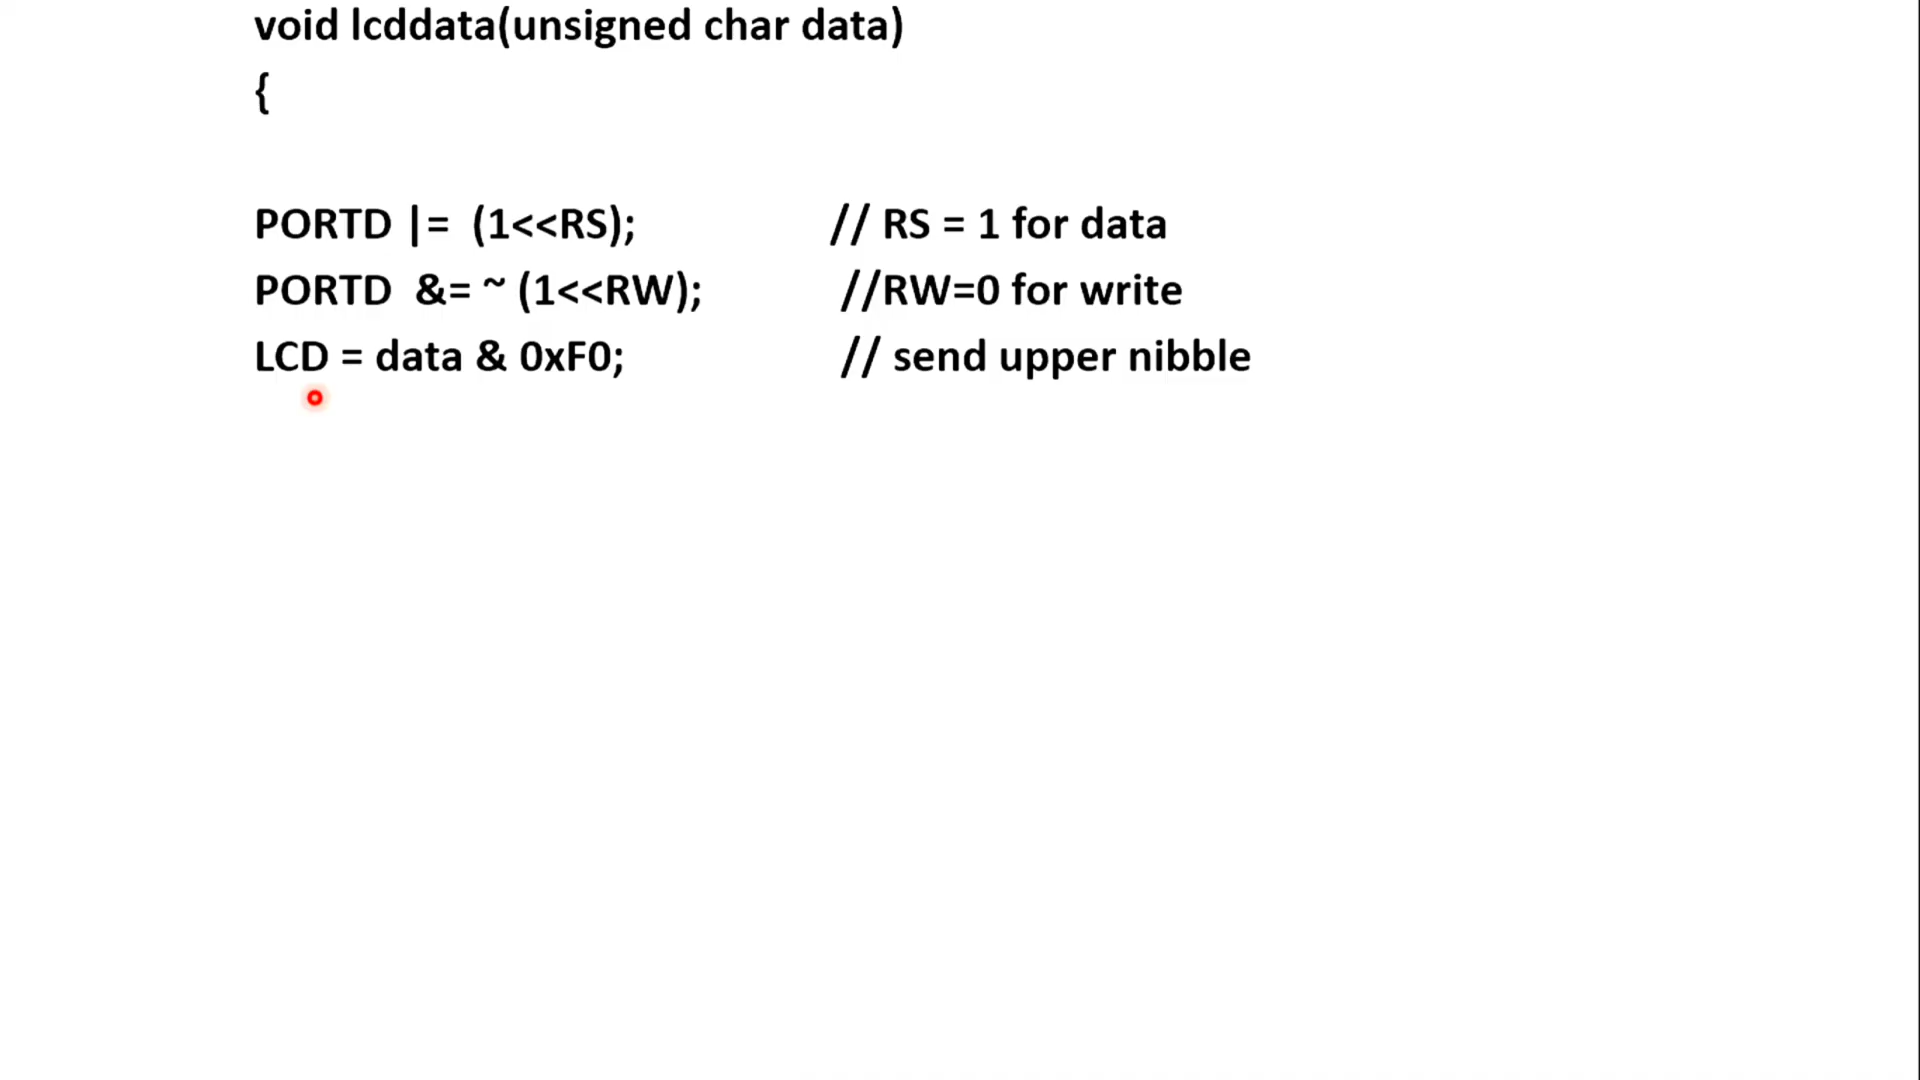 void lcddata(unsigned char data)
{
PORTD |= (1<<RS); // RS = 1 for data
PORTD &= ~ (1<<RW); //RW=0 for write
LCD = data & 0xF0; // send upper nibble